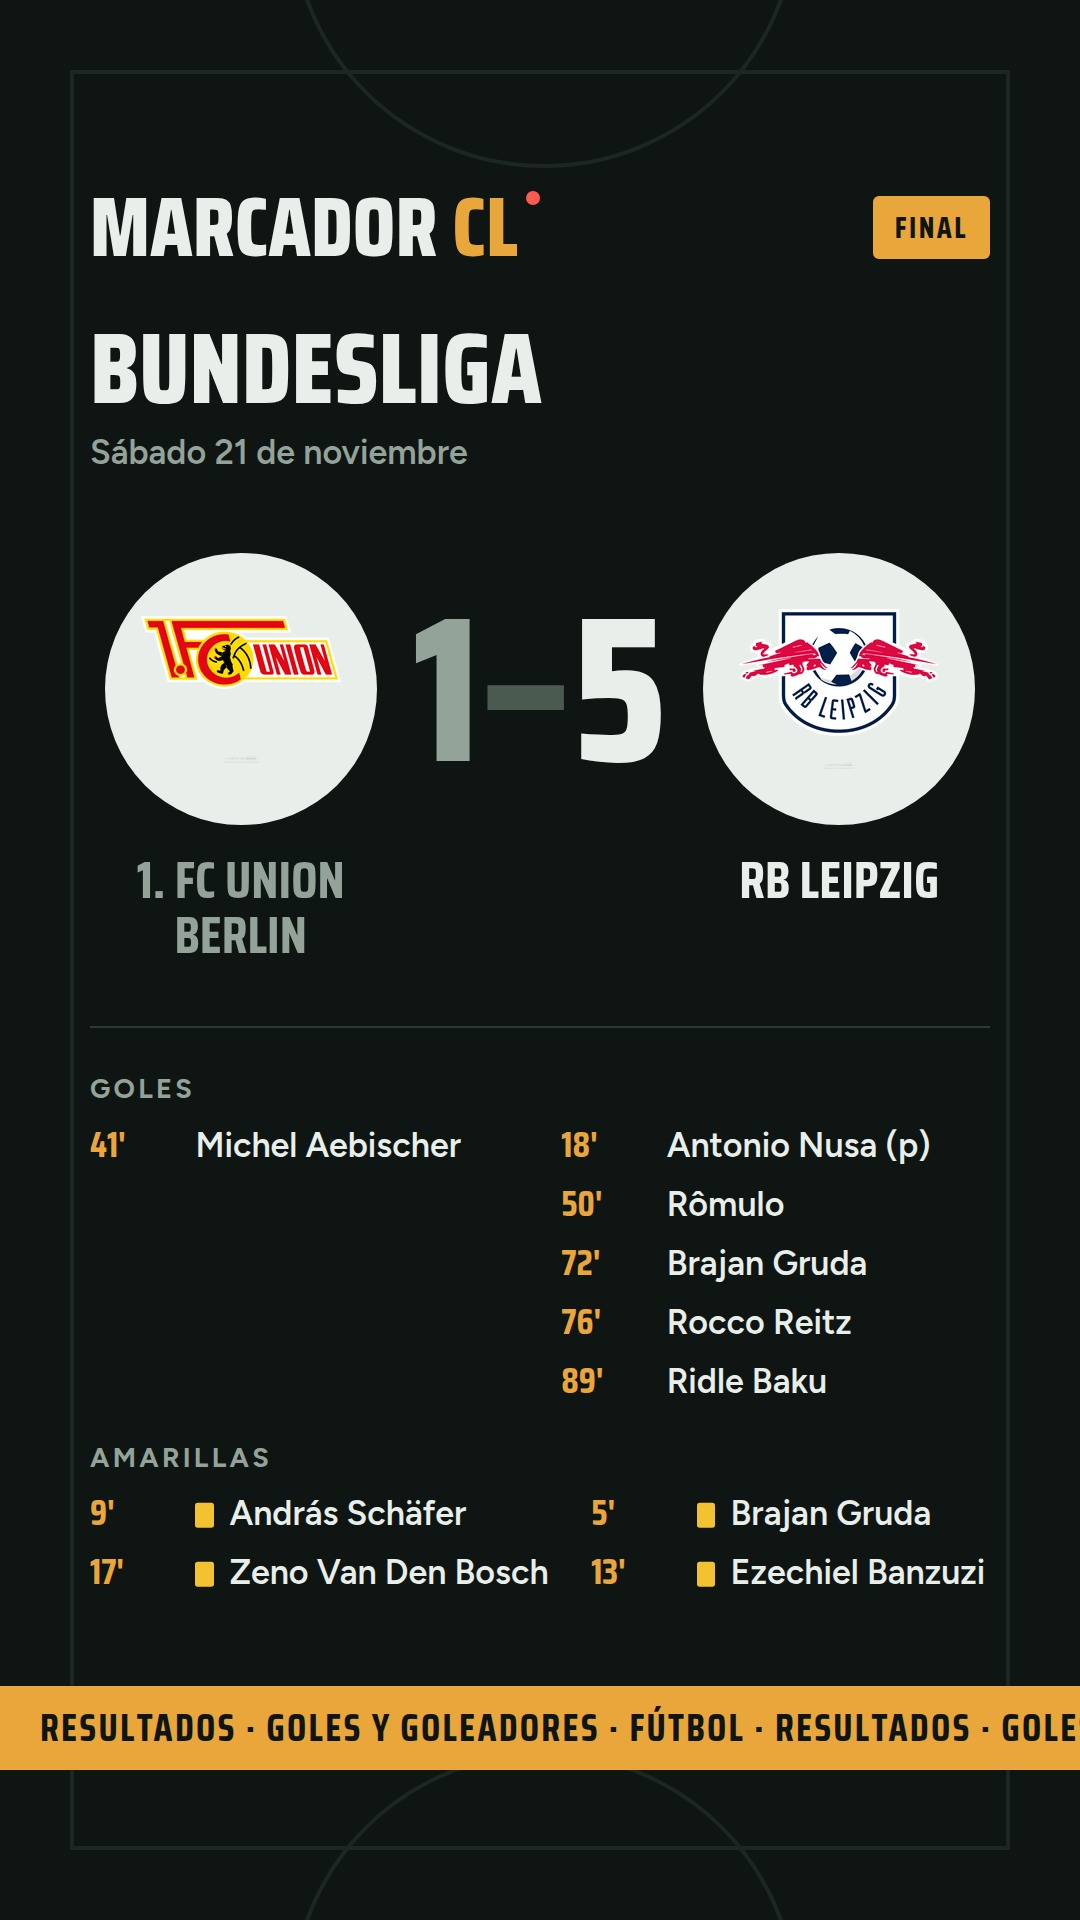 MARCADOR CL
FINAL
BUNDESLIGA
Sábado 21 de noviembre
FC UNION
1–5
RB LEIPZIG
1. FC UNION
BERLIN
RB LEIPZIG
GOLES
41' Michel Aebischer
18' Antonio Nusa (p)
50' Rômulo
72' Brajan Gruda
76' Rocco Reitz
89' Ridle Baku
AMARILLAS
9' András Schäfer
5' Brajan Gruda
17' Zeno Van Den Bosch
13' Ezechiel Banzuzi
RESULTADOS · GOLES Y GOLEADORES · FÚTBOL · RESULTADOS · GOLES